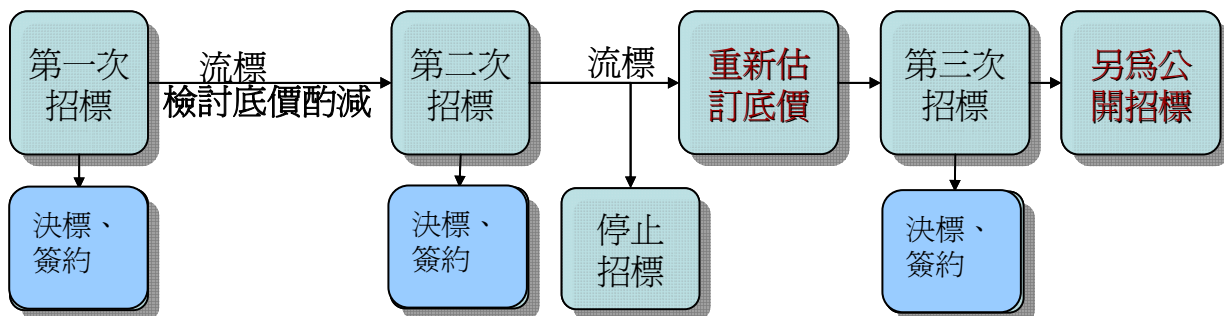 第一次
招標
流標
檢討底價酌減
第二次
招標
流標
重新估
訂底價
第三次
招標
另為公
開招標
決標、
簽約
決標、
簽約
停止
招標
決標、
簽約